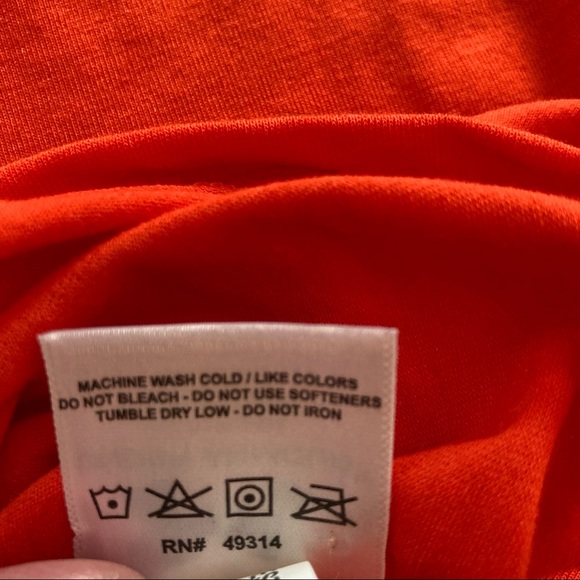 MACHINE WASH COLD / LIKE COLORS
DO NOT BLEACH - DO NOT USE SOFTENERS
TUMBLE DRY LOW - DO NOT IRON
RN# 49314